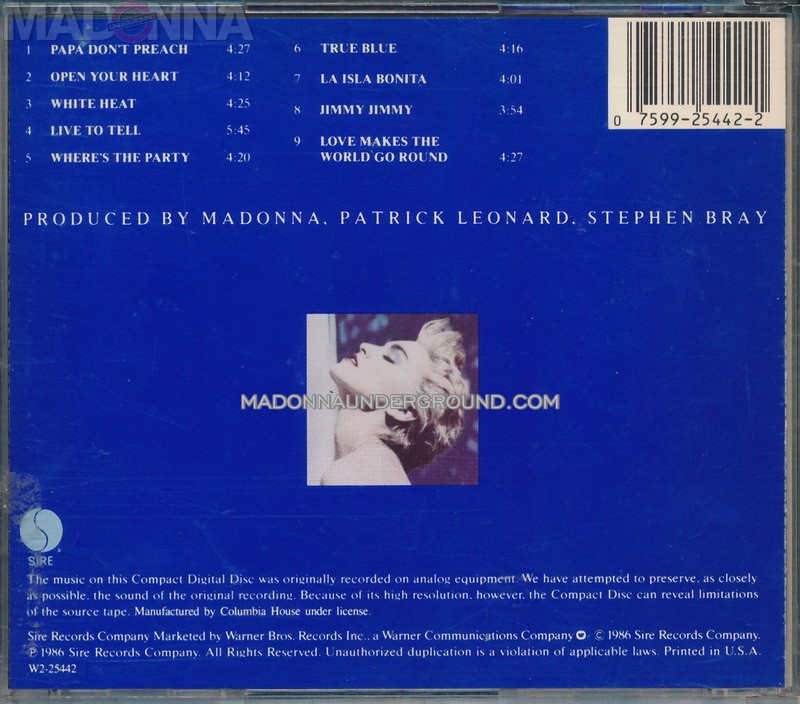 MADONNA
1 PAPA DON'T PREACH 4:27
2 OPEN YOUR HEART 4:12
3 WHITE HEAT 4:25
4 LIVE TO TELL 5:45
5 WHERE'S THE PARTY 4:20
6 TRUE BLUE 4:16
7 LA ISLA BONITA 4:01
8 JIMMY JIMMY 3:54
9 LOVE MAKES THE
WORLD GO ROUND 4:27
0 7599-25442-2
PRODUCED BY MADONNA, PATRICK LEONARD, STEPHEN BRAY
MADONNAUNDERGROUND.COM
SIRE
The music on this Compact Digital Disc was originally recorded on analog equipment. We have attempted to preserve, as closely
as possible, the sound of the original recording. Because of its high resolution, however, the Compact Disc can reveal limitations
of the source tape. Manufactured by Columbia House under license.
Sire Records Company Marketed by Warner Bros. Records Inc., a Warner Communications Company © 1986 Sire Records Company.
℗ 1986 Sire Records Company. All Rights Reserved. Unauthorized duplication is a violation of applicable laws. Printed in U.S.A.
W2-25442